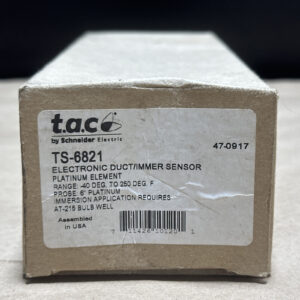 t.a.c
by Schneider Electric
TS-6821
47-0917
ELECTRONIC DUCT/IMMER SENSOR
PLATINUM ELEMENT
RANGE: -40 DEG. TO 250 DEG. F
PROBE: 6" PLATINUM
IMMERSION APPLICATION REQUIRES
AT-215 BULB WELL
Assembled
in USA